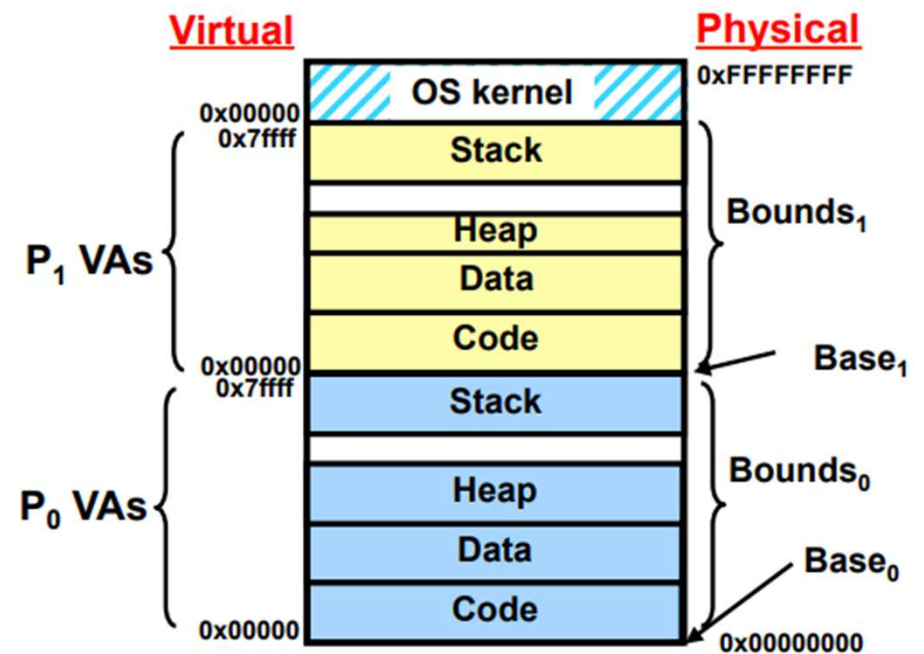 Virtual
Physical
OS kernel
0xFFFFFFFF
0x00000
0x7ffff
Stack
Bounds1
Heap
P1 VAs
Data
Code
0x00000
Base1
0x7ffff
Stack
Bounds0
Heap
P0 VAs
Data
Base0
Code
0x00000
0x00000000